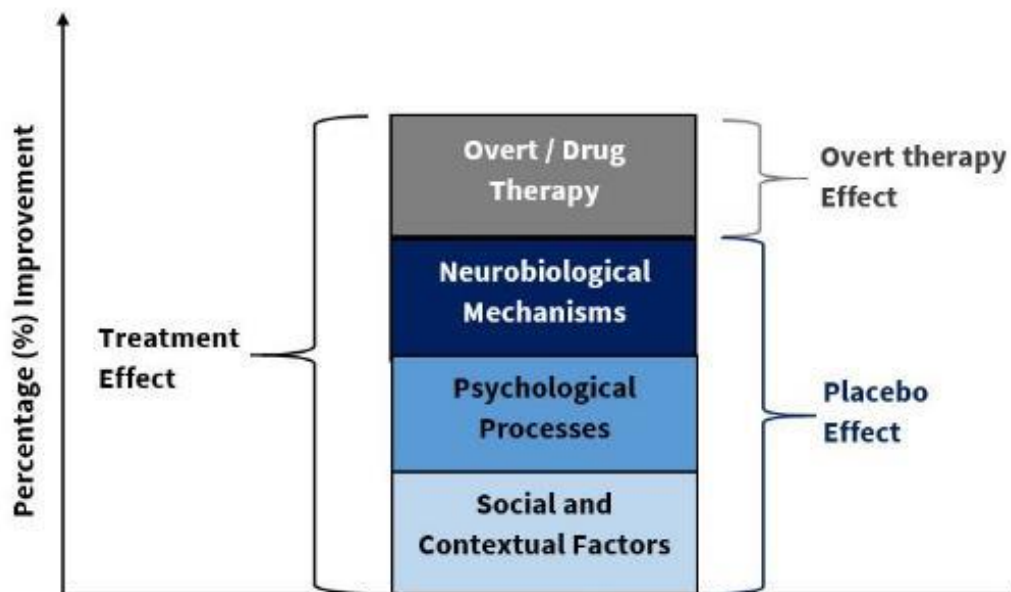 Percentage (%) Improvement
Treatment
Effect
Overt / Drug
Therapy
Neurobiological
Mechanisms
Psychological
Processes
Social and
Contextual Factors
Overt therapy
Effect
Placebo
Effect